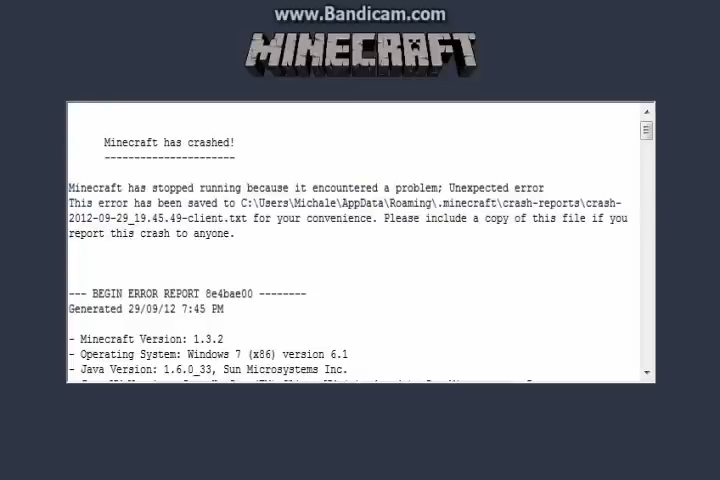 www.Bandicam.com
MINECRAFT
Minecraft has crashed!
----------------------
Minecraft has stopped running because it encountered a problem; Unexpected error
This error has been saved to C:\Users\Michale\AppData\Roaming\.minecraft\crash-reports\crash-
2012-09-29_19.45.49-client.txt for your convenience. Please include a copy of this file if you
report this crash to anyone.
--- BEGIN ERROR REPORT 8e4bae00 --------
Generated 29/09/12 7:45 PM
- Minecraft Version: 1.3.2
- Operating System: Windows 7 (x86) version 6.1
- Java Version: 1.6.0_33, Sun Microsystems Inc.